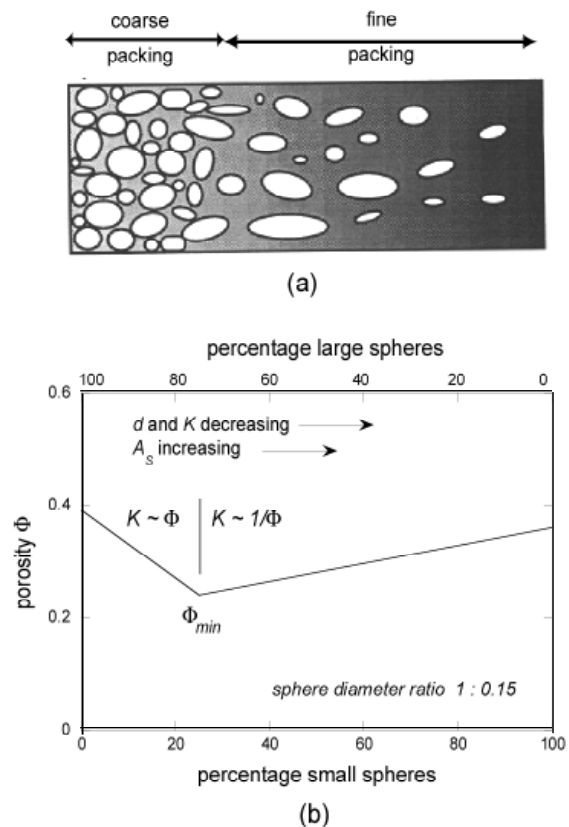 coarse fine
packing packing
(a)
percentage large spheres
100 80 60 40 20 0
0.6
d and K decreasing
A_s increasing
0.4
K ~ Φ K ~ 1/Φ
porosity Φ
Φ_min
0.2
sphere diameter ratio 1 : 0.15
0
0 20 40 60 80 100
percentage small spheres
(b)